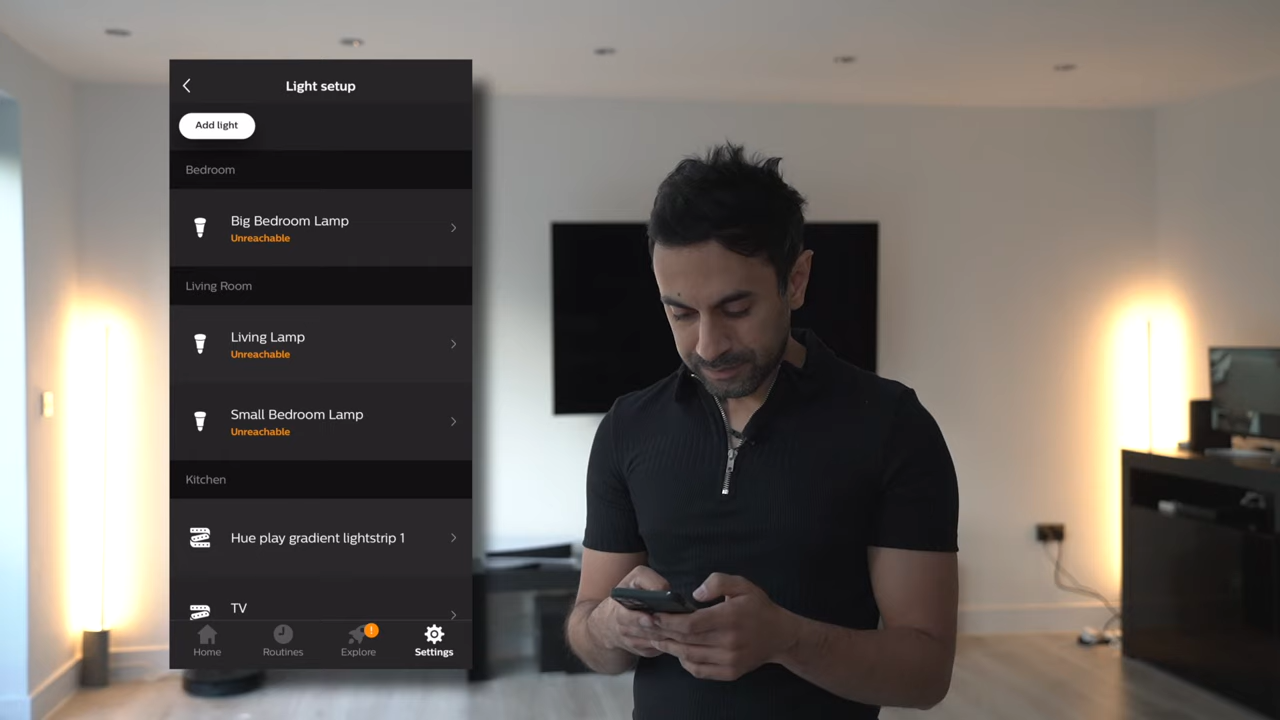 Light setup
Add light
Bedroom
Big Bedroom Lamp
Unreachable
Living Room
Living Lamp
Unreachable
Small Bedroom Lamp
Unreachable
Kitchen
Hue play gradient lightstrip 1
TV
!
Home
Routines
Explore
Settings